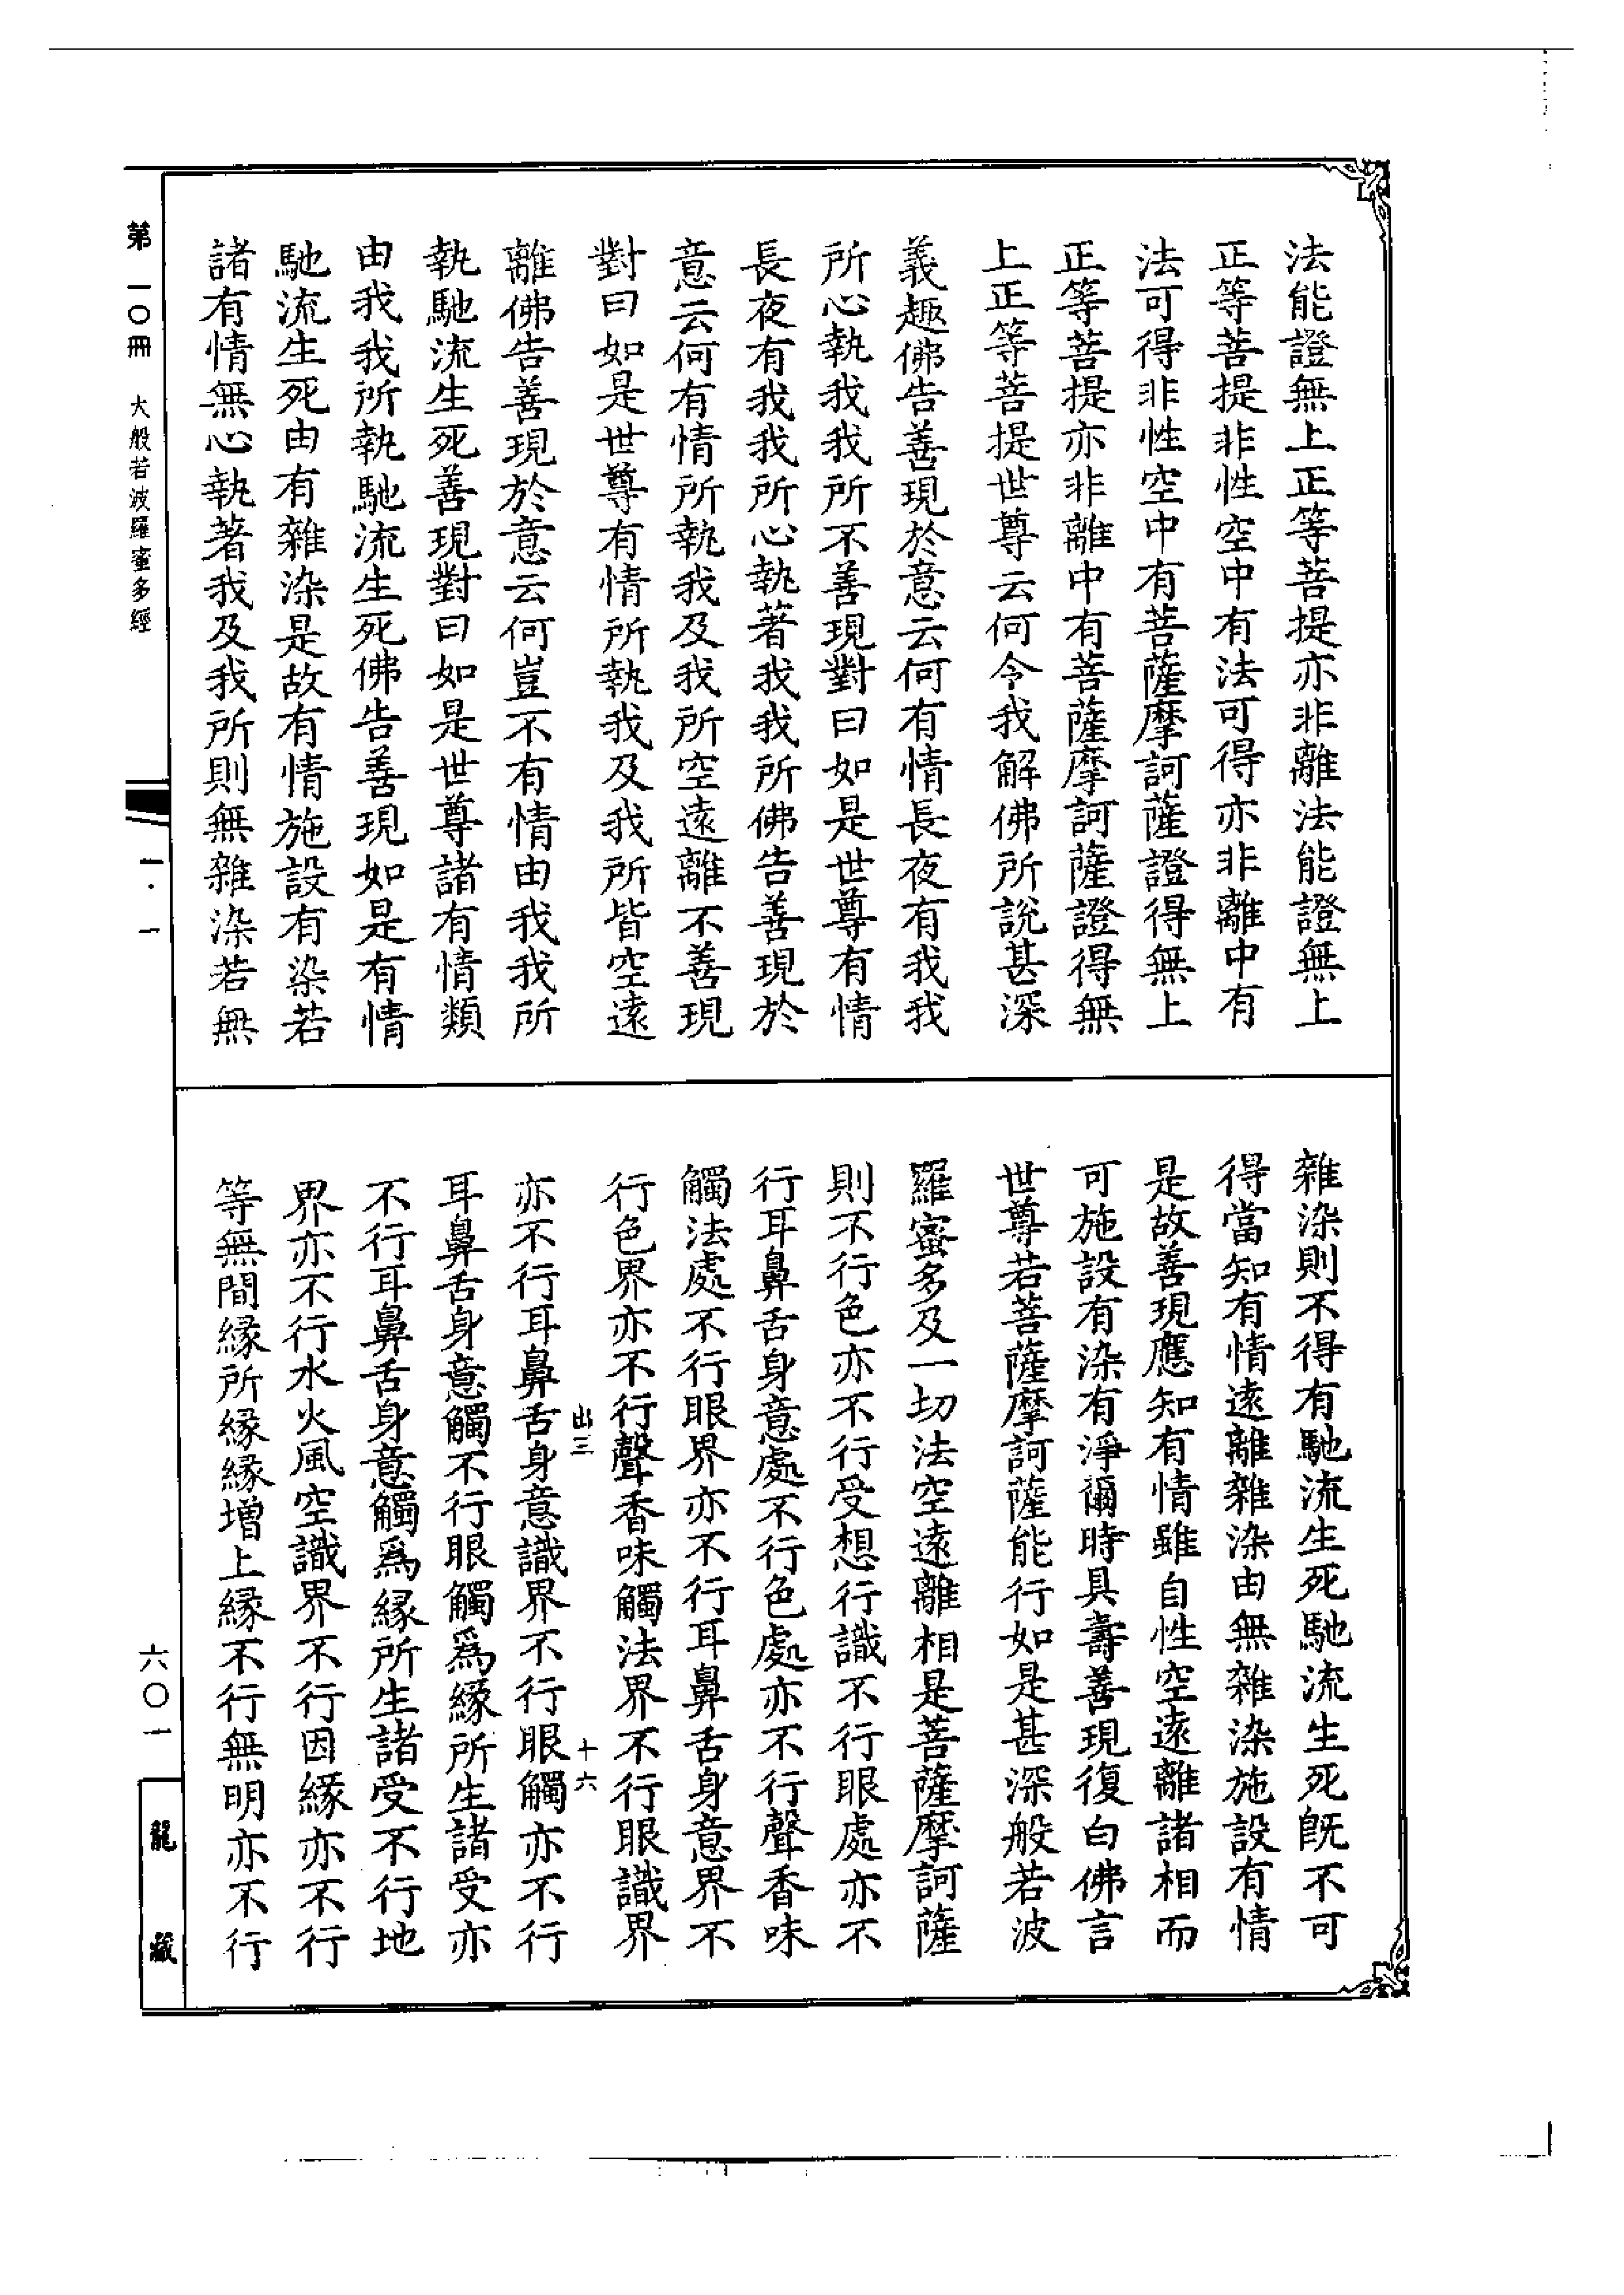 法能證無上正等菩提亦非離法能證無上
正等菩提非性空中有法可得亦非離中有
法可得非性空中有菩薩摩訶薩證得無上
正等菩提亦非離中有菩薩摩訶薩證得無
上正等菩提世尊云何令我解佛所說甚深
義趣佛告善現於意云何有情長夜有我我
所心執我我所不善現對曰如是世尊有情
長夜有我我所心執著我我所佛告善現於
意云何有情所執我及我所空遠離不善現
對曰如是世尊有情所執我及我所皆空遠
離佛告善現於意云何豈不有情由我我所
執馳流生死善現對曰如是世尊諸有情類
由我我所執馳流生死佛告善現如是有情
馳流生死由有雜染是故有情施設有染若
諸有情無心執著我及我所則無雜染若無
雜染則不得有馳流生死馳流生死既不可
得當知有情遠離雜染由無雜染施設有情
是故善現應知有情雖自性空遠離諸相而
可施設有染有淨爾時具壽善現復白佛言
世尊若菩薩摩訶薩能行如是甚深般若波
羅蜜多及一切法空遠離相是菩薩摩訶薩
則不行色亦不行受想行識不行眼處亦不
行耳鼻舌身意處不行色處亦不行聲香味
觸法處不行眼界亦不行耳鼻舌身意界不
行色界亦不行聲香味觸法界不行眼識界
出三 十六
亦不行耳鼻舌身意識界不行眼觸亦不行
耳鼻舌身意觸不行眼觸為緣所生諸受亦
不行耳鼻舌身意觸為緣所生諸受不行地
界亦不行水火風空識界不行因緣亦不行
等無間緣所緣緣增上緣不行無明亦不行
第一〇冊 大般若波羅蜜多經
一·一
六〇一
龍藏